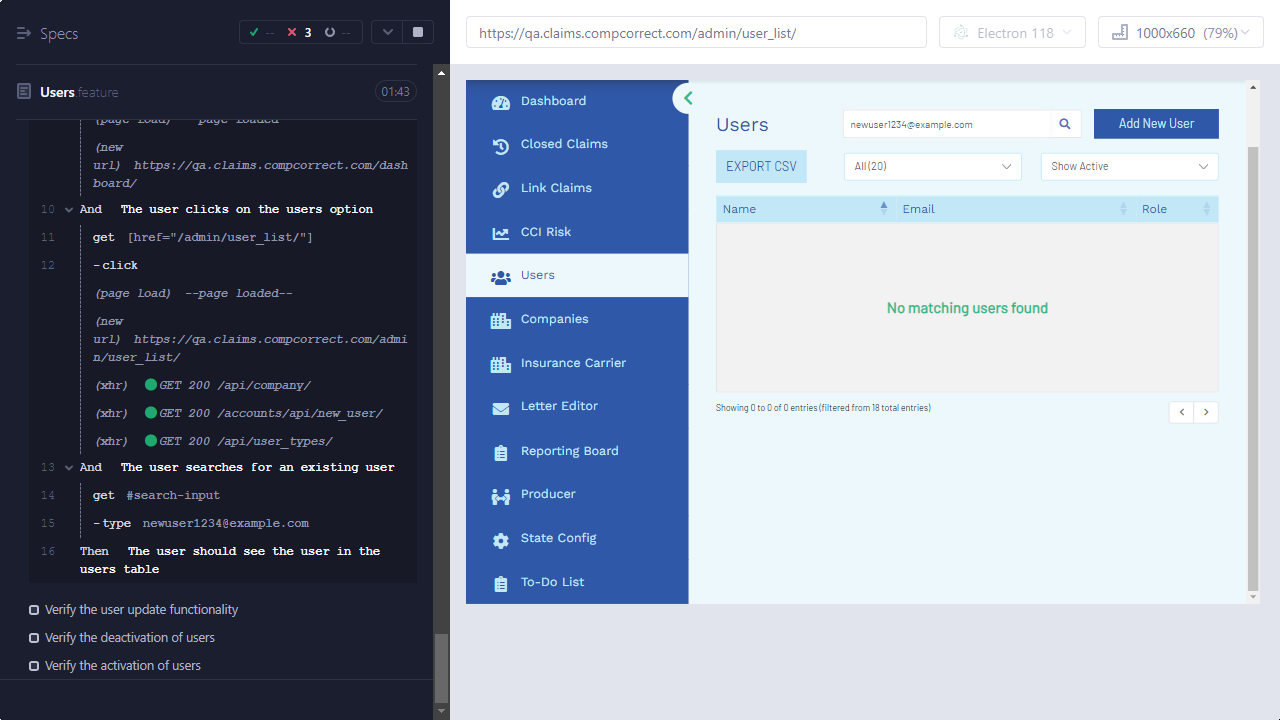 Specs
-- 3 --
Users.feature
01:43
(page load) --page loaded--
(new
url) https://qa.claims.compcorrect.com/dash
board/
10 And The user clicks on the users option
11 get [href="/admin/user_list/"]
12 -click
(page load) --page loaded--
(new
url) https://qa.claims.compcorrect.com/admi
n/user_list/
(xhr) GET 200 /api/company/
(xhr) GET 200 /accounts/api/new_user/
(xhr) GET 200 /api/user_types/
13 And The user searches for an existing user
14 get #search-input
15 -type newuser1234@example.com
16 Then The user should see the user in the
users table
Verify the user update functionality
Verify the deactivation of users
Verify the activation of users
https://qa.claims.compcorrect.com/admin/user_list/
Electron 118
1000x660 (79%)
Dashboard
Closed Claims
Link Claims
CCI Risk
Users
Companies
Insurance Carrier
Letter Editor
Reporting Board
Producer
State Config
To-Do List
Users
newuser1234@example.com
Add New User
EXPORT CSV
All (20)
Show Active
Name
Email
Role
No matching users found
Showing 0 to 0 of 0 entries (filtered from 18 total entries)